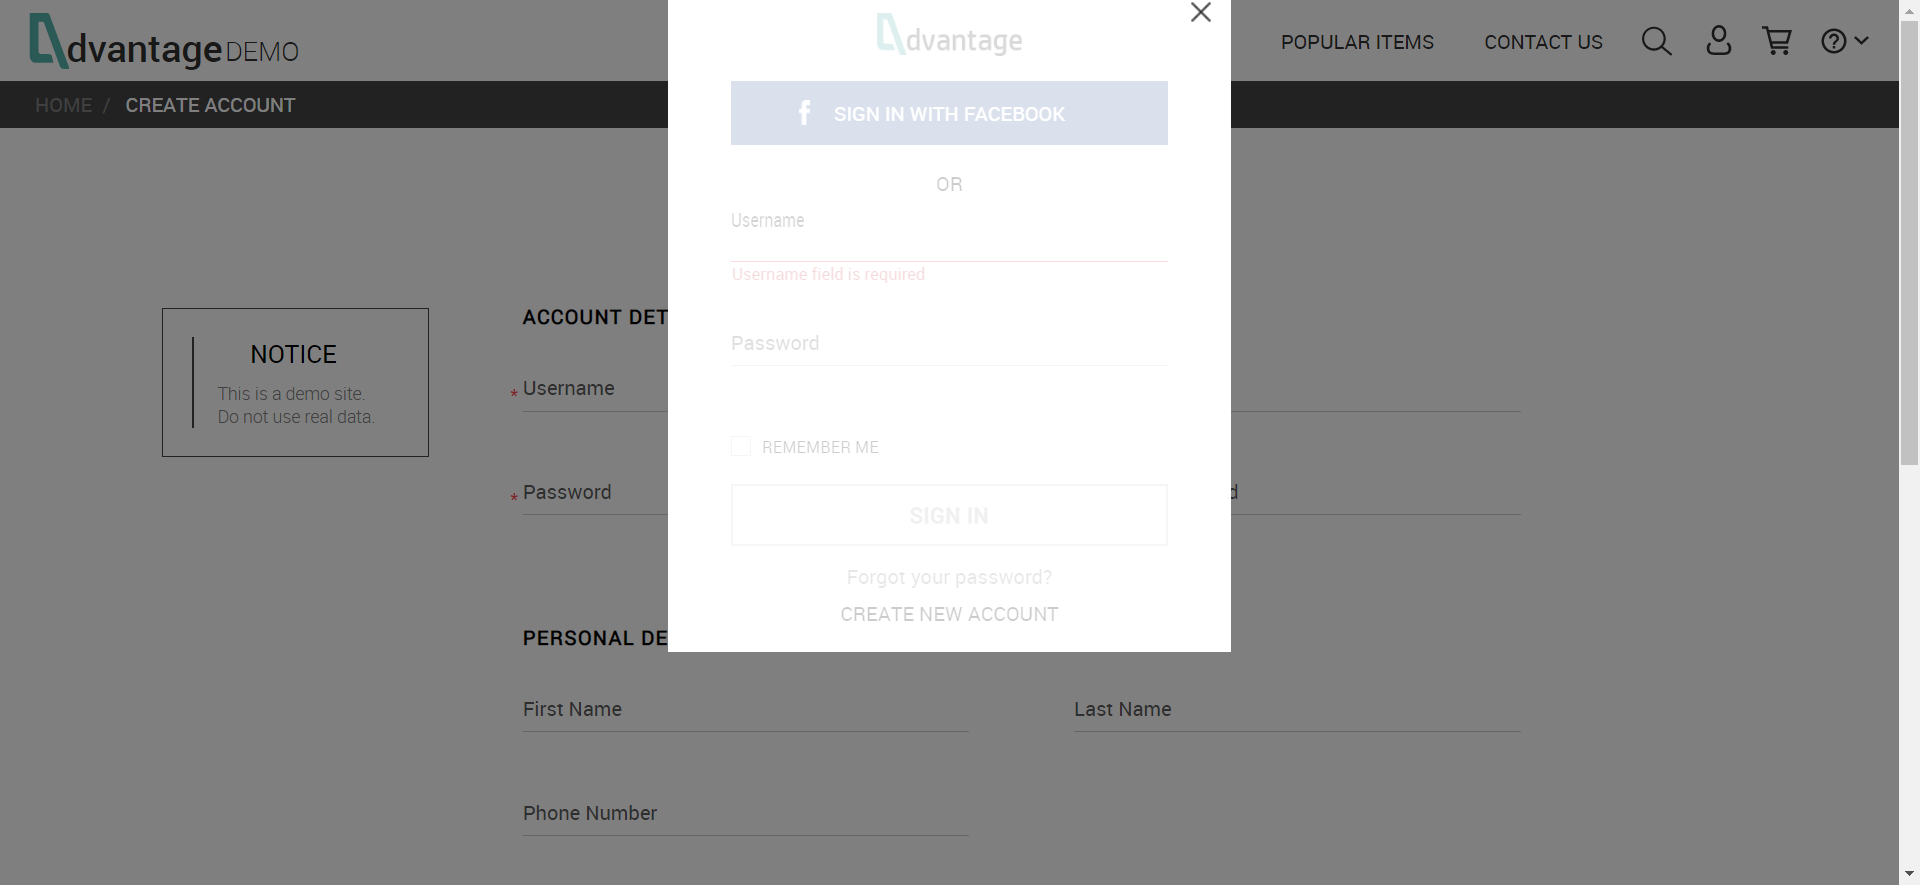 dvantage DEMO
dvantage
POPULAR ITEMS
CONTACT US
HOME / CREATE ACCOUNT
f SIGN IN WITH FACEBOOK
OR
Username
Username field is required
Password
REMEMBER ME
SIGN IN
Forgot your password?
CREATE NEW ACCOUNT
NOTICE
This is a demo site.
Do not use real data.
ACCOUNT DET
* Username
* Password
d
PERSONAL DE
First Name
Last Name
Phone Number